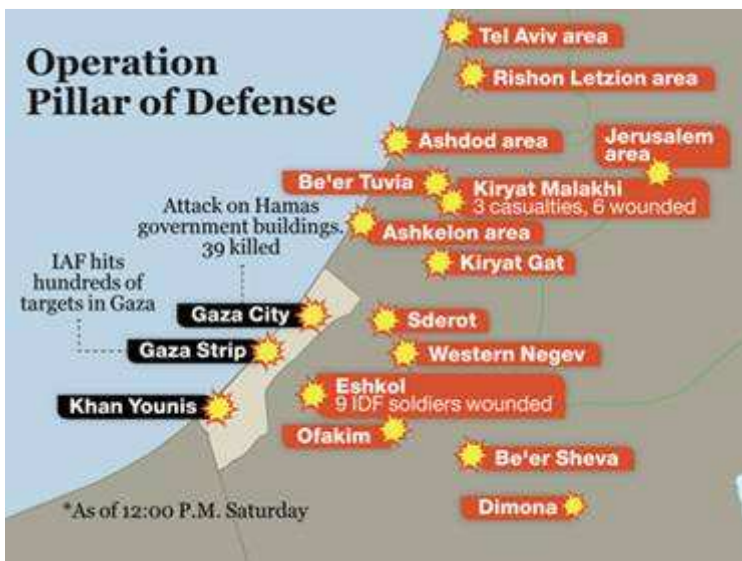 Operation
Pillar of Defense
Tel Aviv area
Rishon Letzion area
Ashdod area
Jerusalem
area
Be'er Tuvia
Kiryat Malakhi
3 casualties, 6 wounded
Attack on Hamas
government buildings.
39 killed
Ashkelon area
Kiryat Gat
IAF hits
hundreds of
targets in Gaza
Gaza City
Sderot
Gaza Strip
Western Negev
Eshkol
9 IDF soldiers wounded
Khan Younis
Ofakim
Be'er Sheva
Dimona
*As of 12:00 P.M. Saturday